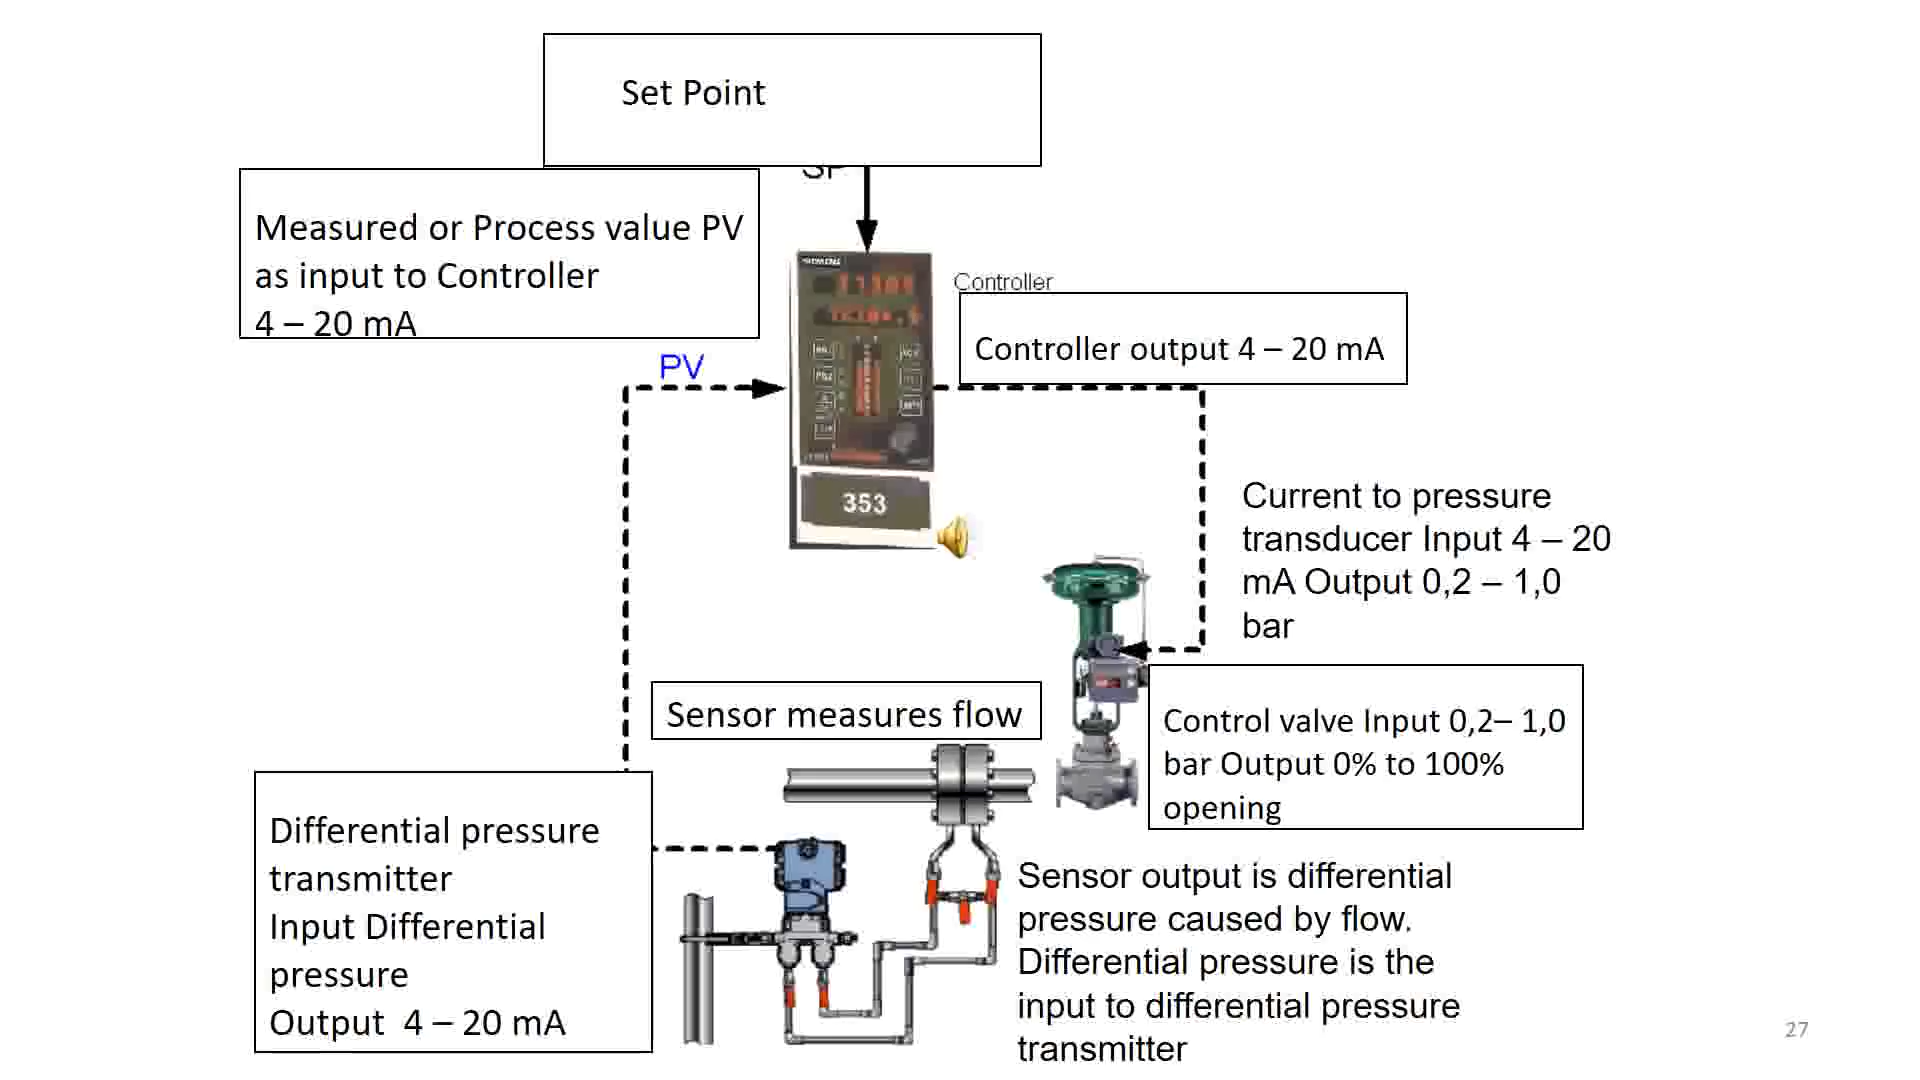 Set Point
SP
Measured or Process value PV
as input to Controller
4 – 20 mA
Controller
Controller output 4 – 20 mA
PV
353
Current to pressure
transducer Input 4 – 20
mA Output 0,2 – 1,0
bar
Sensor measures flow
Control valve Input 0,2– 1,0
bar Output 0% to 100%
opening
Differential pressure
transmitter
Input Differential
pressure
Output 4 – 20 mA
Sensor output is differential
pressure caused by flow.
Differential pressure is the
input to differential pressure
transmitter
27